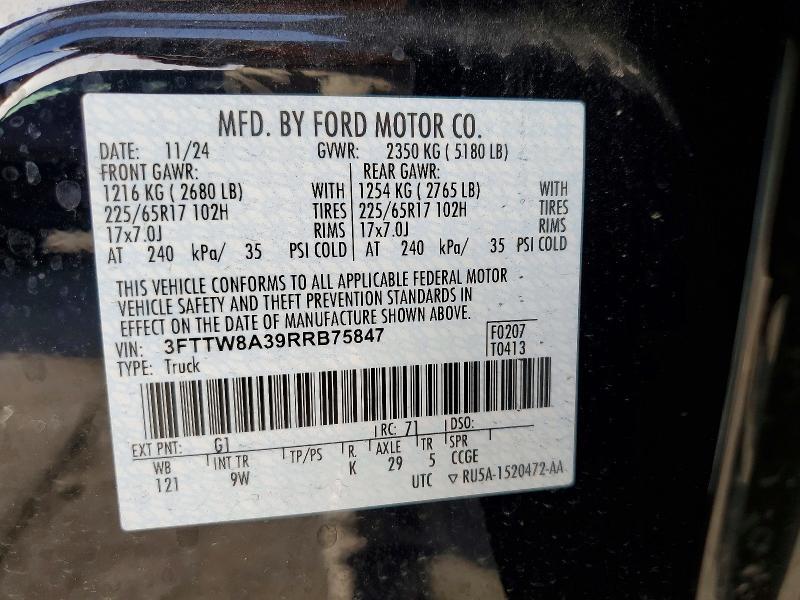 MFD. BY FORD MOTOR CO.
DATE: 11/24 GVWR: 2350 KG ( 5180 LB)
FRONT GAWR: REAR GAWR:
1216 KG ( 2680 LB) WITH 1254 KG ( 2765 LB) WITH
225/65R17 102H TIRES 225/65R17 102H TIRES
17x7.0J RIMS 17x7.0J RIMS
AT 240 kPa/ 35 PSI COLD AT 240 kPa/ 35 PSI COLD
THIS VEHICLE CONFORMS TO ALL APPLICABLE FEDERAL MOTOR
VEHICLE SAFETY AND THEFT PREVENTION STANDARDS IN
EFFECT ON THE DATE OF MANUFACTURE SHOWN ABOVE.
VIN: 3FTTW8A39RRB75847 F0207
TYPE: Truck T0413
EXT PNT: G1 RC: 71 DSO:
WB INT TR TP/PS R. AXLE TR SPR
121 9W K 29 5 CCGE
UTC ▽ RU5A-1520472-AA